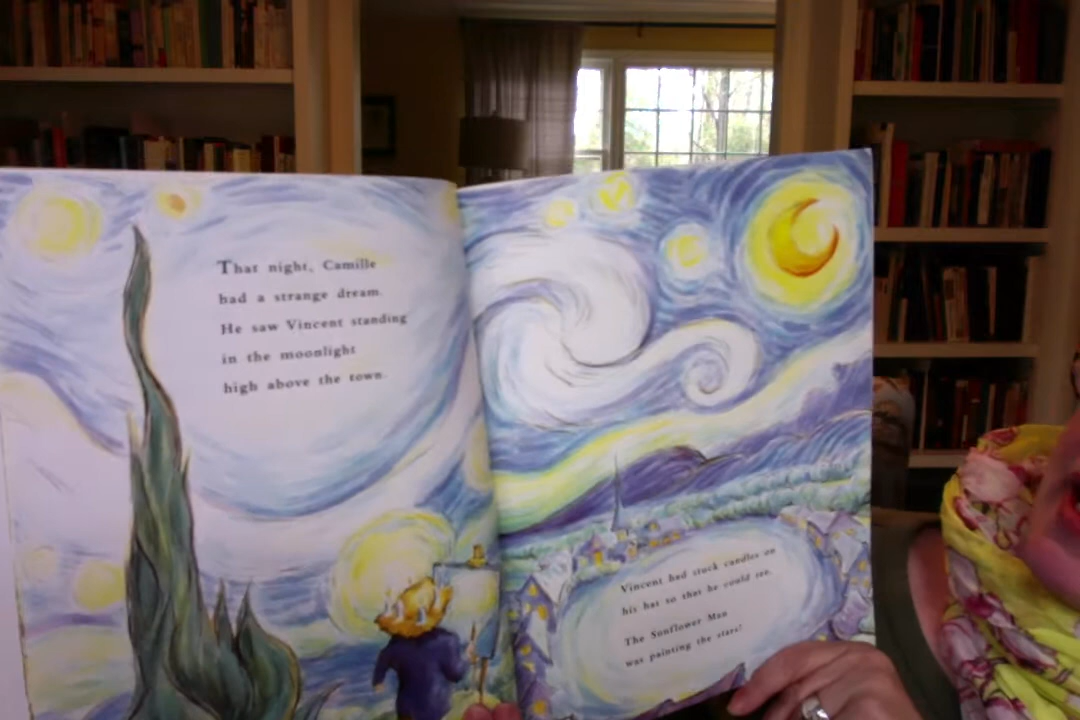 That night, Camille
had a strange dream.
He saw Vincent standing
in the moonlight
high above the town.
Vincent had stuck candles on
his hat so that he could see.
The Sunflower Man
was painting the stars!